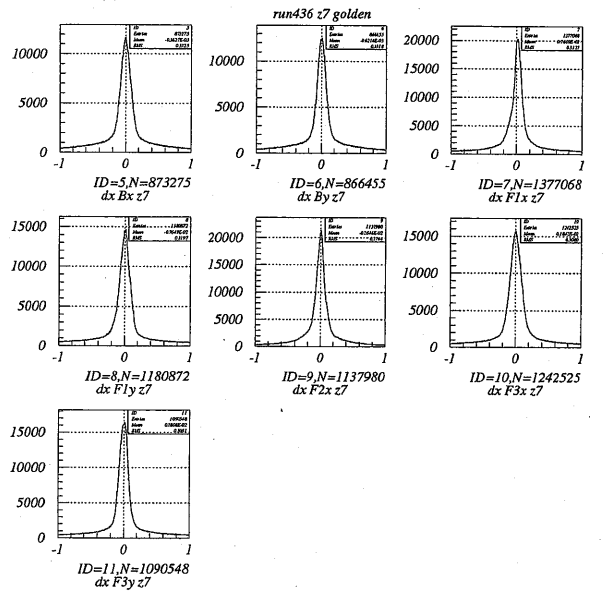 run436 z7 golden
10000
5000
0
-1 0 1
ID=5,N=873275
dx Bx z7
10000
5000
0
-1 0 1
ID=6,N=866455
dx By z7
20000
15000
10000
5000
0
-1 0 1
ID=7,N=1377068
dx F1x z7
15000
10000
5000
0
-1 0 1
ID=8,N=1180872
dx F1y z7
20000
15000
10000
5000
0
-1 0 1
ID=9,N=1137980
dx F2x z7
15000
10000
5000
0
-1 0 1
ID=10,N=1242525
dx F3x z7
15000
10000
5000
0
-1 0 1
ID=11,N=1090548
dx F3y z7